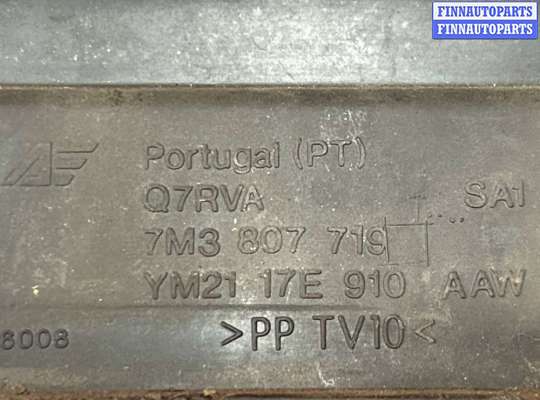 FINNAUTOPARTS
FINNAUTOPARTS
Portugal (PT)
Q7RVA SA1
7M3 807 719
YM21 17E 910 AAW
8008 >PP TV10<